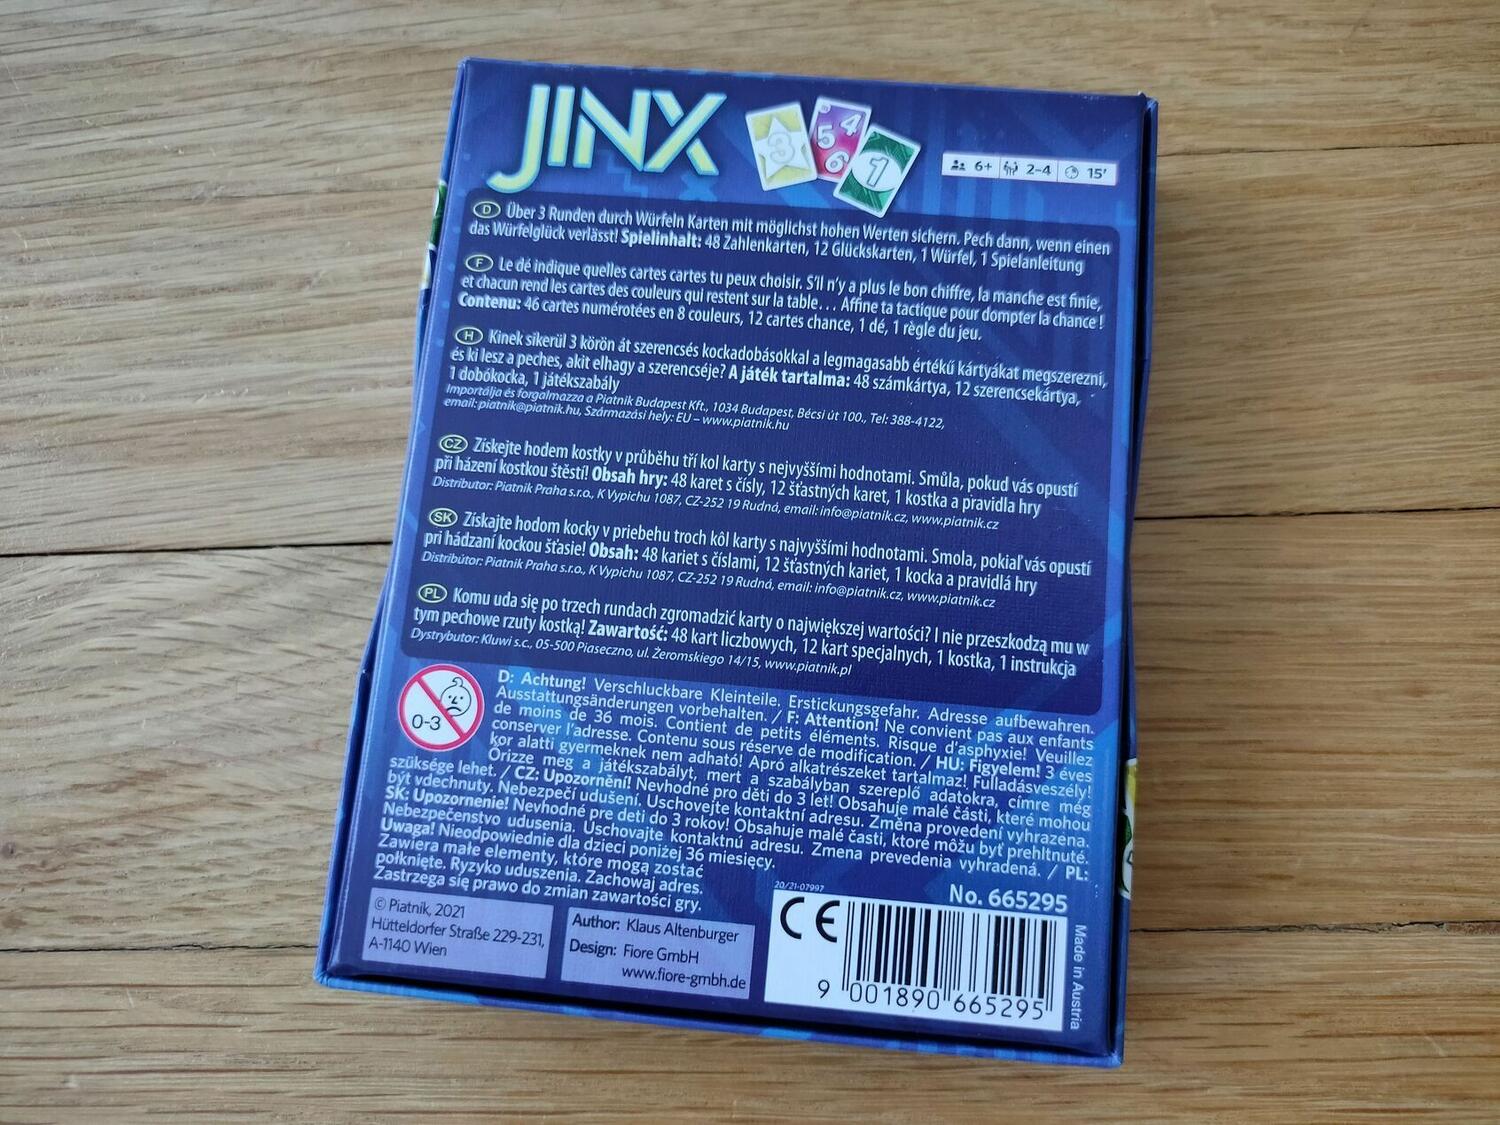 JINX
3
4
5
6
1
6+ 2-4 15'
D Über 3 Runden durch Würfeln Karten mit möglichst hohen Werten sichern. Pech dann, wenn einen
das Würfelglück verlässt! Spielinhalt: 48 Zahlenkarten, 12 Glückskarten, 1 Würfel, 1 Spielanleitung
F Le dé indique quelles cartes cartes tu peux choisir. S'il n'y a plus le bon chiffre, la manche est finie,
et chacun rend les cartes des couleurs qui restent sur la table... Affine ta tactique pour dompter la chance !
Contenu: 46 cartes numérotées en 8 couleurs, 12 cartes chance, 1 dé, 1 règle du jeu.
H Kinek sikerül 3 körön át szerencsés kockadobásokkal a legmagasabb értékű kártyákat megszerezni,
és ki lesz a peches, akit elhagy a szerencséje? A játék tartalma: 48 számkártya, 12 szerencsekártya,
1 dobókocka, 1 játékszabály
Importálja és forgalmazza a Piatnik Budapest Kft., 1034 Budapest, Bécsi út 100., Tel: 388-4122,
email: piatnik@piatnik.hu, Származási hely: EU – www.piatnik.hu
CZ Získejte hodem kostky v průběhu tří kol karty s nejvyššími hodnotami. Smůla, pokud vás opustí
při házení kostkou štěstí! Obsah hry: 48 karet s čísly, 12 šťastných karet, 1 kostka a pravidla hry
Distributor: Piatnik Praha s.r.o., K Vypichu 1087, CZ-252 19 Rudná, email: info@piatnik.cz, www.piatnik.cz
SK Získajte hodom kocky v priebehu troch kôl karty s najvyššími hodnotami. Smola, pokiaľ vás opustí
pri hádzaní kockou šťasie! Obsah: 48 kariet s číslami, 12 šťastných kariet, 1 kocka a pravidlá hry
Distribútor: Piatnik Praha s.r.o., K Vypichu 1087, CZ-252 19 Rudná, email: info@piatnik.cz, www.piatnik.cz
PL Komu uda się po trzech rundach zgromadzić karty o największej wartości? I nie przeszkodzą mu w
tym pechowe rzuty kostką! Zawartość: 48 kart liczbowych, 12 kart specjalnych, 1 kostka, 1 instrukcja
Dystrybutor: Kluwi s.c., 05-500 Piaseczno, ul. Żeromskiego 14/15, www.piatnik.pl
0-3
D: Achtung! Verschluckbare Kleinteile. Erstickungsgefahr. Adresse aufbewahren.
Ausstattungsänderungen vorbehalten. / F: Attention! Ne convient pas aux enfants
de moins de 36 mois. Contient de petits éléments. Risque d'asphyxie! Veuillez
conserver l'adresse. Contenu sous réserve de modification. / HU: Figyelem! 3 éves
kor alatti gyermeknek nem adható! Apró alkatrészeket tartalmaz! Fulladásveszély!
Őrizze meg a játékszabályt, mert a szabályban szereplő adatokra, címre még
szüksége lehet. / CZ: Upozornění! Nevhodné pro děti do 3 let! Obsahuje malé části, které mohou
být vdechnuty. Nebezpečí udušení. Uschovejte kontaktní adresu. Změna provedení vyhrazena.
SK: Upozornenie! Nevhodné pre deti do 3 rokov! Obsahuje malé časti, ktoré môžu byť prehltnuté.
Nebezpečenstvo udusenia. Uschovajte kontaktnú adresu. Zmena prevedenia vyhradená. / PL:
Uwaga! Nieodpowiednie dla dzieci poniżej 36 miesięcy.
Zawiera małe elementy, które mogą zostać
połknięte. Ryzyko uduszenia. Zachowaj adres.
Zastrzega się prawo do zmian zawartości gry.
20/21-07997
No. 665295
© Piatnik, 2021
Hütteldorfer Straße 229-231,
A-1140 Wien
Author: Klaus Altenburger
Design: Fiore GmbH
www.fiore-gmbh.de
CE
9 001890 665295
Made in Austria